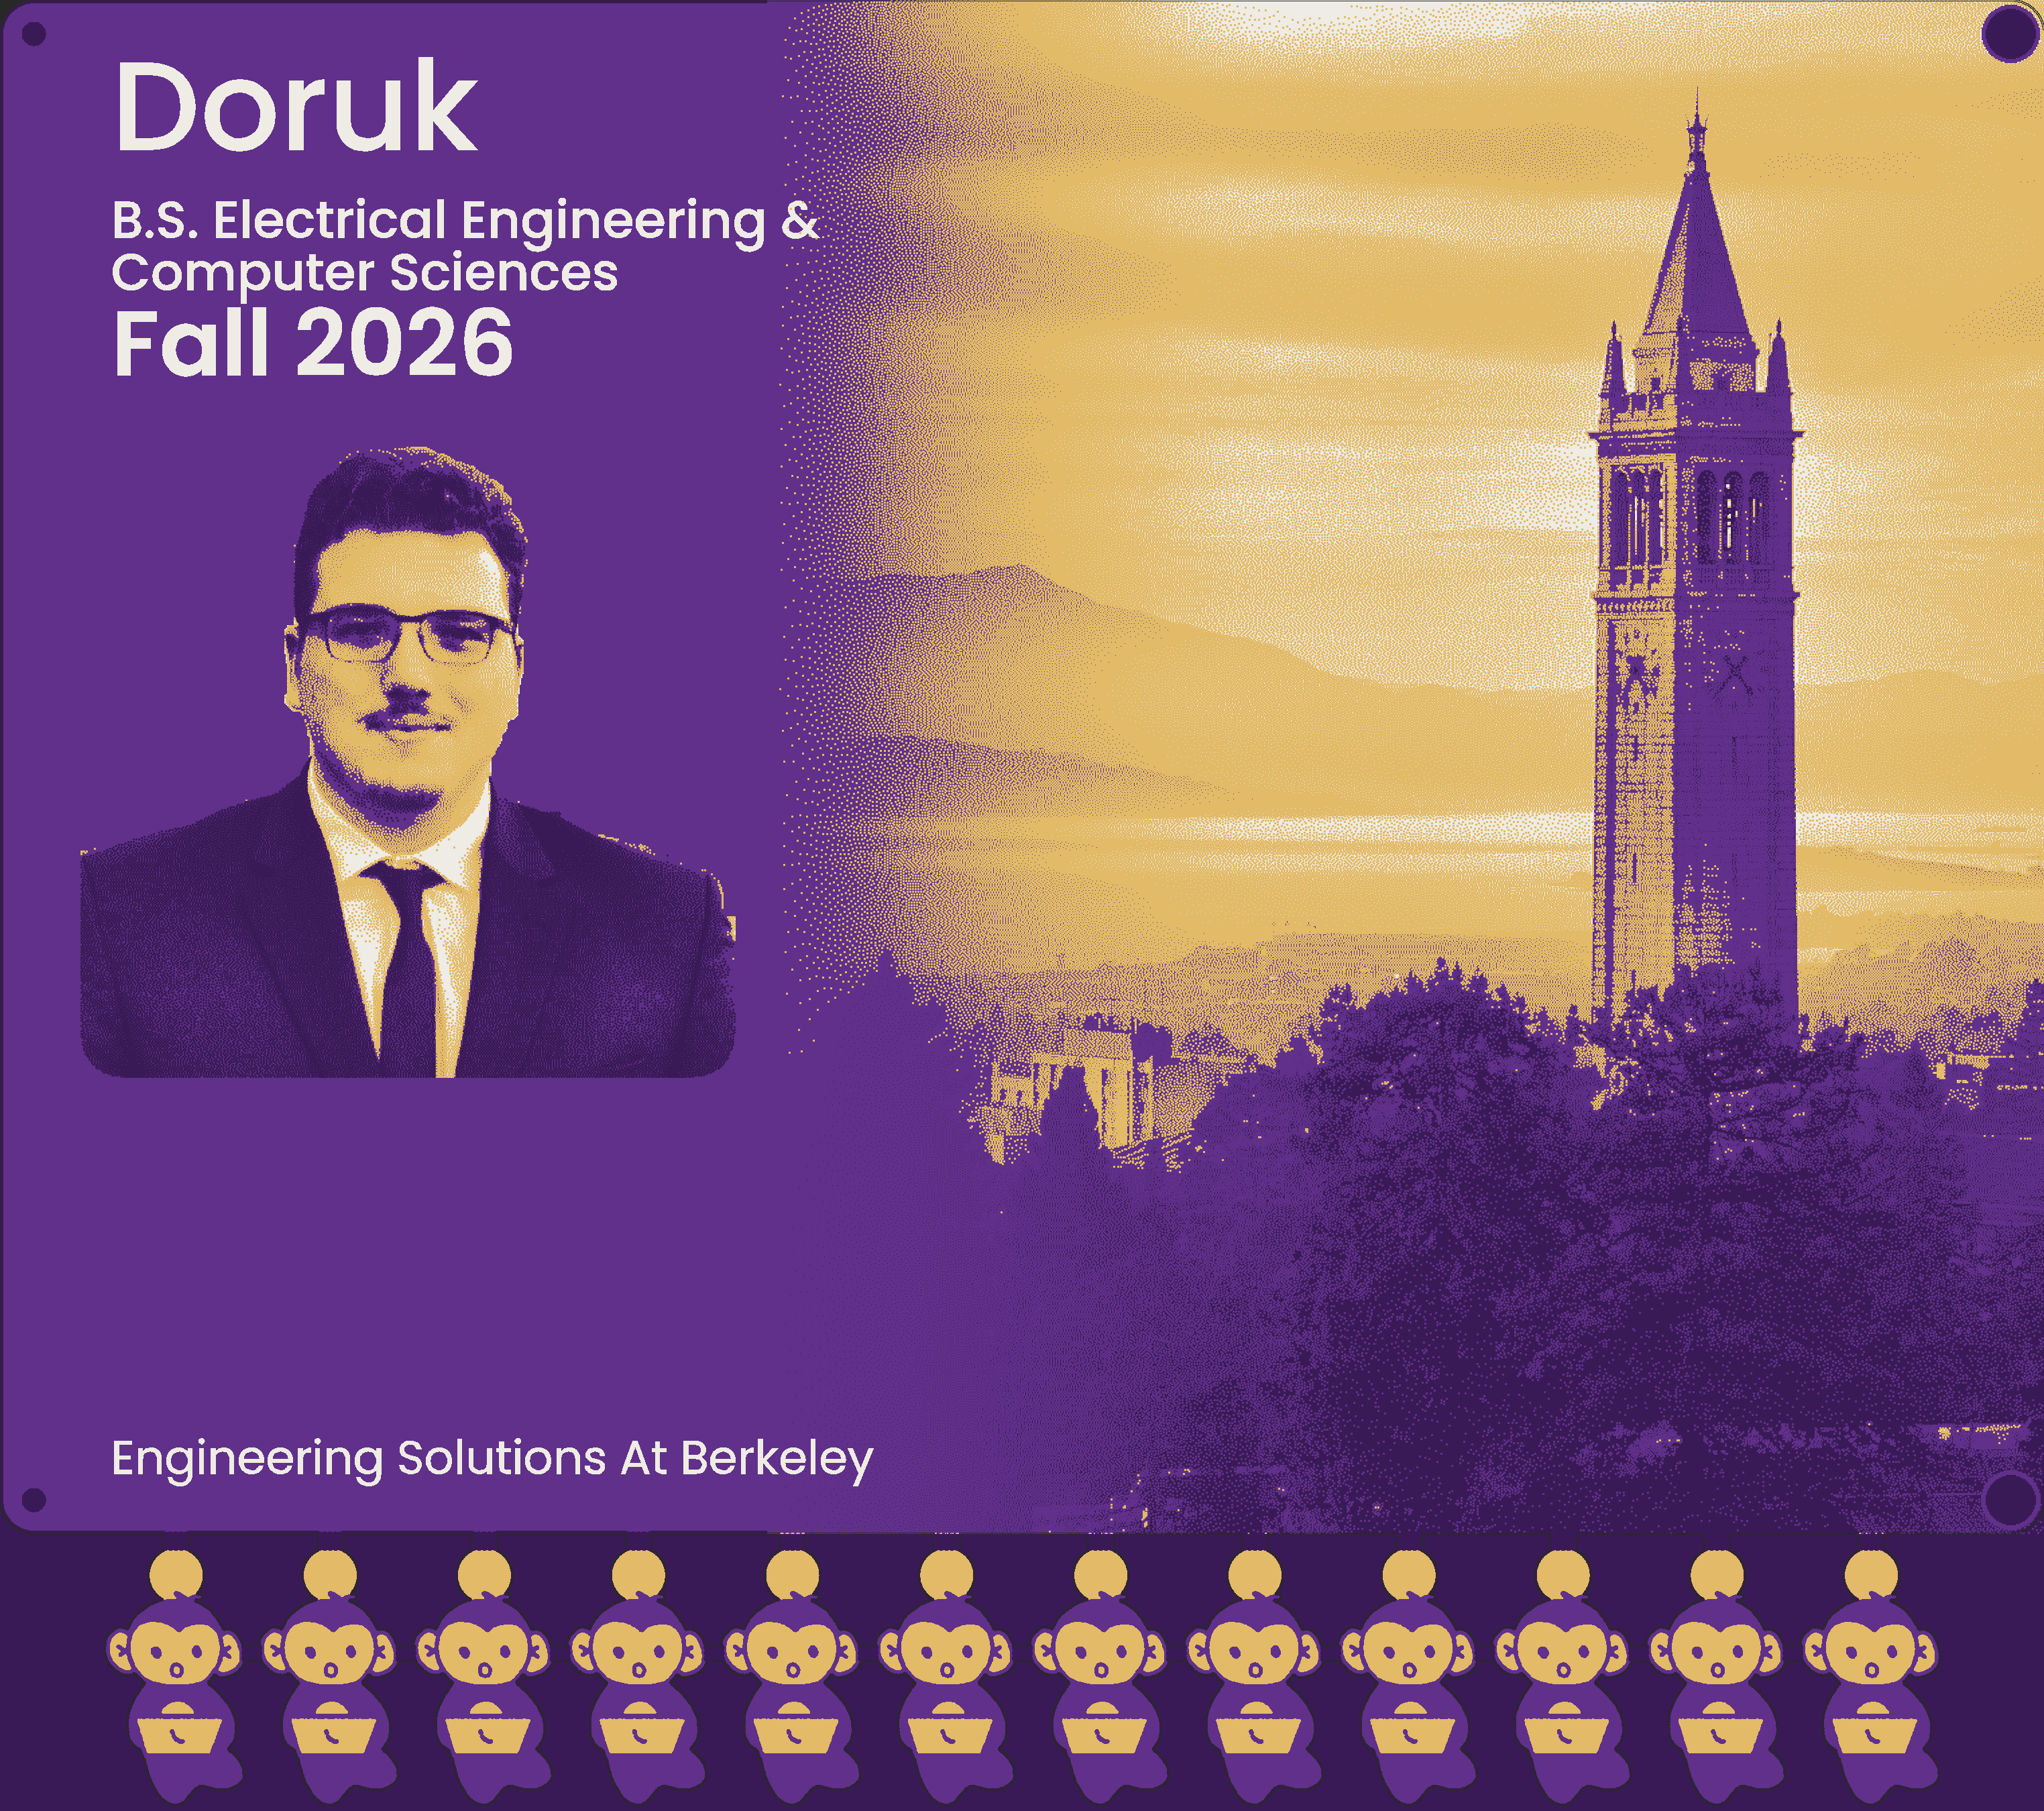 Doruk
B.S. Electrical Engineering &
Computer Sciences
Fall 2026
Engineering Solutions At Berkeley